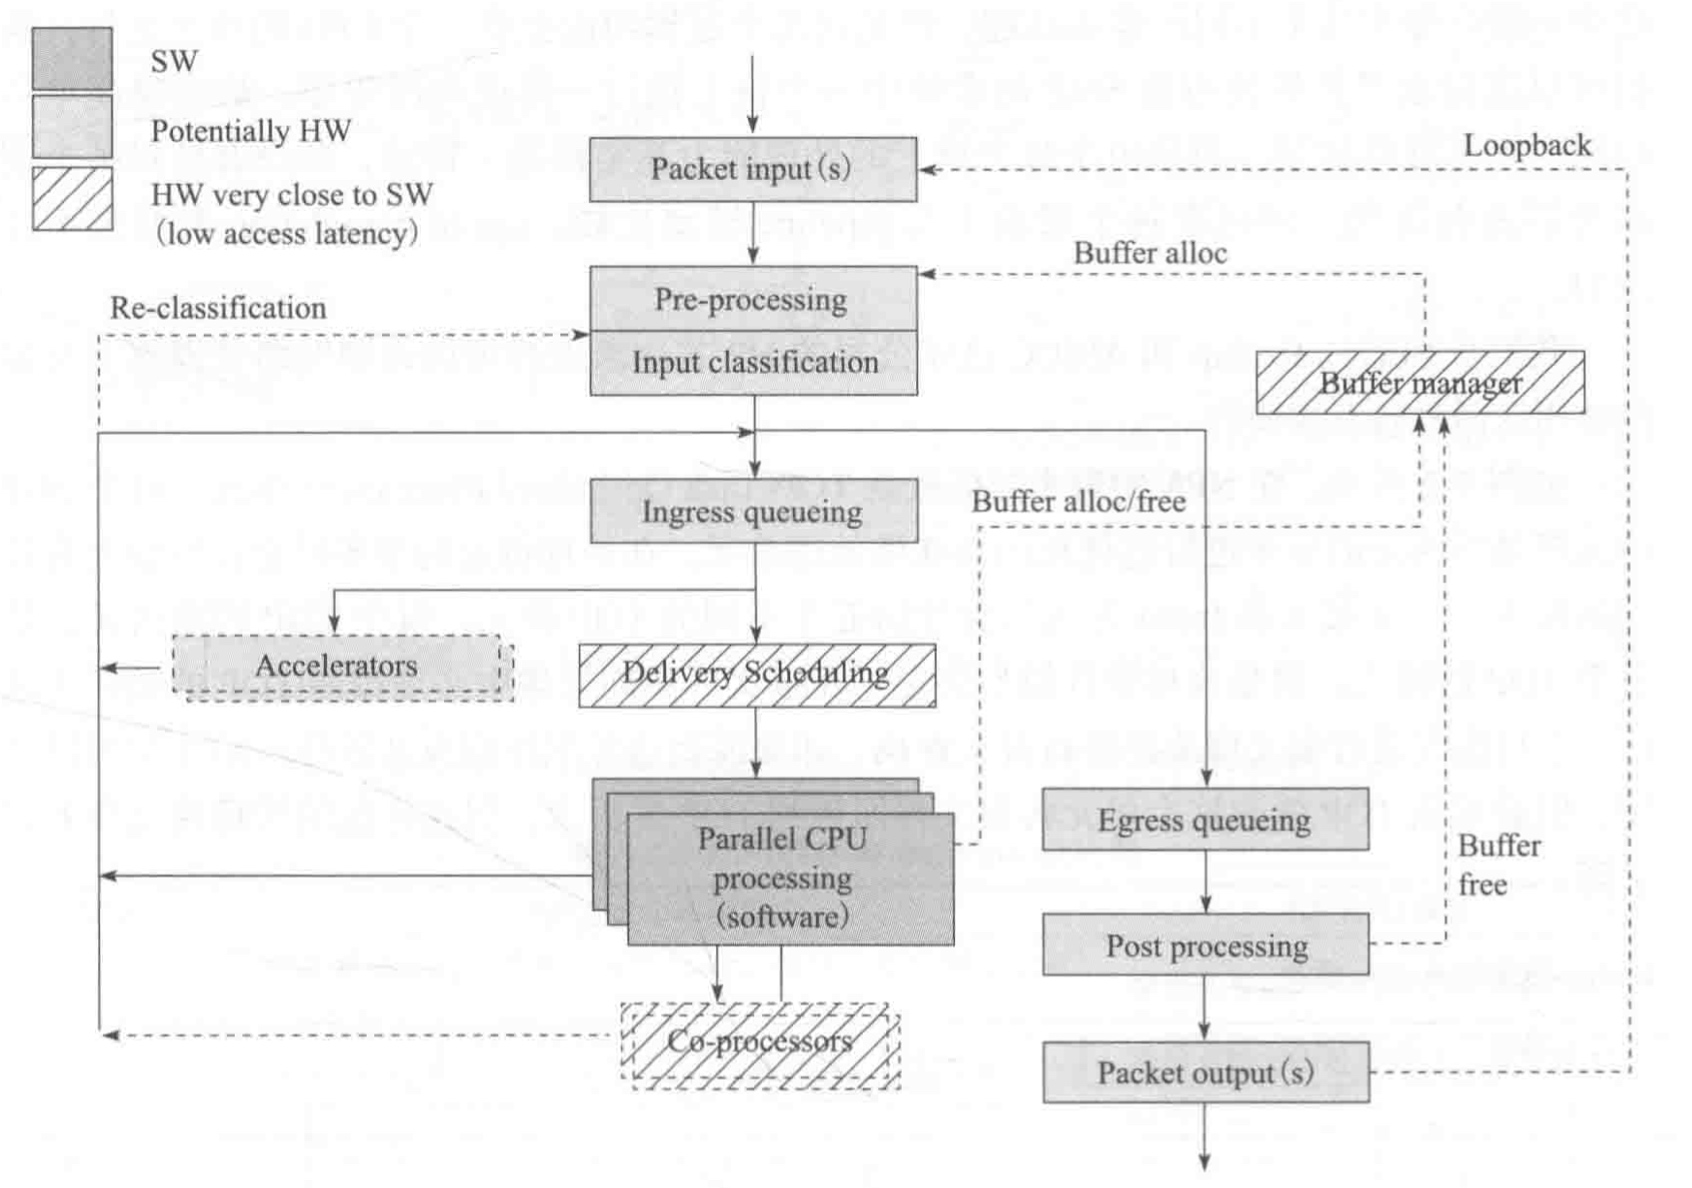 SW
Potentially HW
HW very close to SW
(low access latency)
Packet input(s)
Loopback
Buffer alloc
Pre-processing
Re-classification
Input classification
Buffer manager
Ingress queueing
Buffer alloc/free
Accelerators
Delivery Scheduling
Egress queueing
Parallel CPU
processing
(software)
Buffer
free
Post processing
Co-processors
Packet output(s)